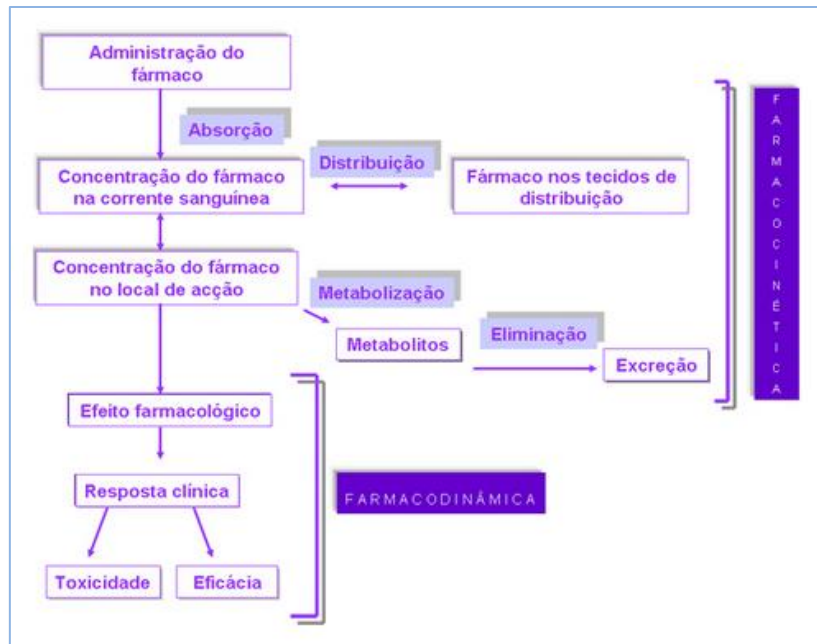 Administração do
fármaco
Absorção
Distribuição
Concentração do fármaco
na corrente sanguínea
Fármaco nos tecidos de
distribuição
Concentração do fármaco
no local de acção
Metabolização
Metabolitos
Eliminação
Excreção
FARMACOCINÉTICA
Efeito farmacológico
Resposta clínica
FARMACODINÂMICA
Toxicidade
Eficácia